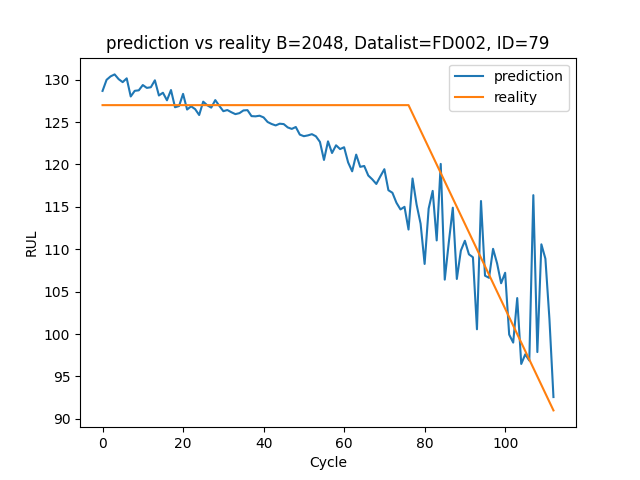 prediction vs reality B=2048, Datalist=FD002, ID=79
prediction
reality
130
125
120
115
110
105
100
95
90
RUL
0 20 40 60 80 100
Cycle